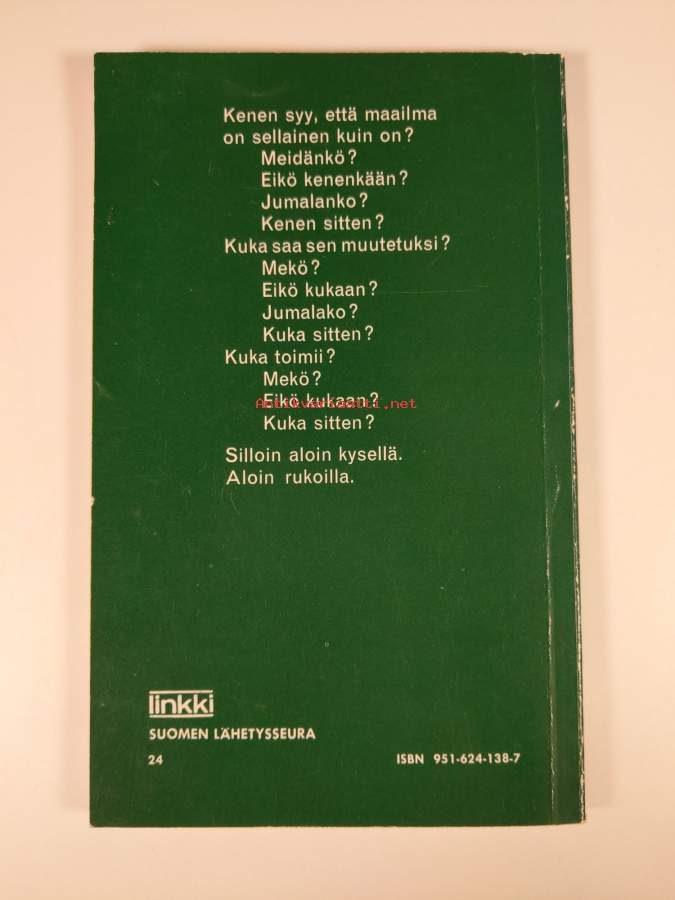 Kenen syy, että maailma
on sellainen kuin on?
Meidänkö?
Eikö kenenkään?
Jumalanko?
Kenen sitten?
Kuka saa sen muutetuksi?
Mekö?
Eikö kukaan?
Jumalako?
Kuka sitten?
Kuka toimii?
Mekö?
Eikö kukaan?
Antikvariaatti.net
Kuka sitten?
Silloin aloin kysellä.
Aloin rukoilla.
linkki
SUOMEN LÄHETYSSEURA
24 ISBN 951-624-138-7